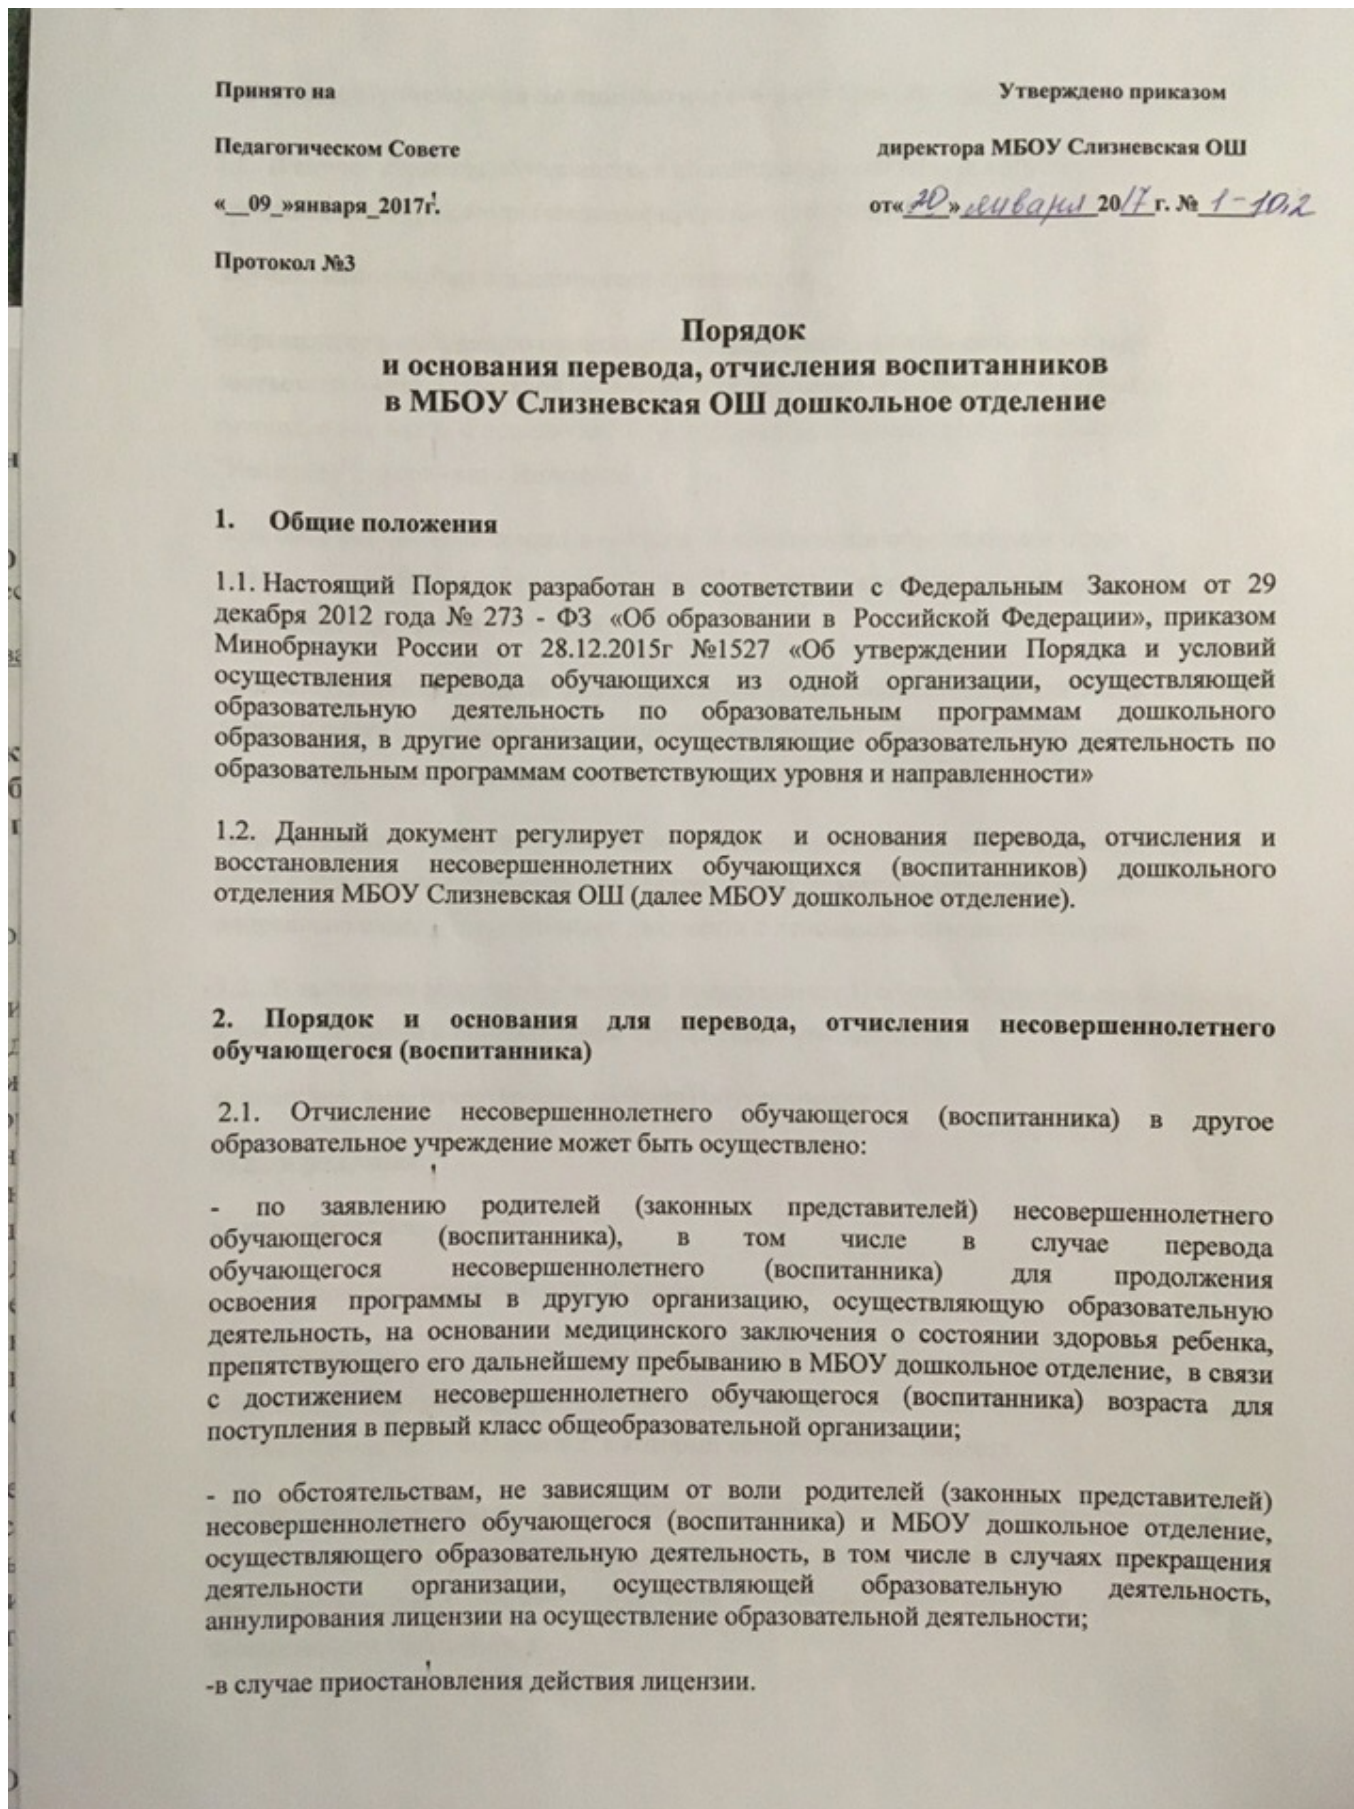 Принято на
Утверждено приказом
Педагогическом Совете
директора МБОУ Слизневская ОШ
«__09_»января_2017г.
от«20»января 2017г. № 1-10,2
Протокол №3
Порядок
и основания перевода, отчисления воспитанников
в МБОУ Слизневская ОШ дошкольное отделение
1. Общие положения
1.1. Настоящий Порядок разработан в соответствии с Федеральным Законом от 29
декабря 2012 года № 273 - ФЗ «Об образовании в Российской Федерации», приказом
Минобрнауки России от 28.12.2015г №1527 «Об утверждении Порядка и условий
осуществления перевода обучающихся из одной организации, осуществляющей
образовательную деятельность по образовательным программам дошкольного
образования, в другие организации, осуществляющие образовательную деятельность по
образовательным программам соответствующих уровня и направленности»
1.2. Данный документ регулирует порядок и основания перевода, отчисления и
восстановления несовершеннолетних обучающихся (воспитанников) дошкольного
отделения МБОУ Слизневская ОШ (далее МБОУ дошкольное отделение).
2. Порядок и основания для перевода, отчисления несовершеннолетнего
обучающегося (воспитанника)
2.1. Отчисление несовершеннолетнего обучающегося (воспитанника) в другое
образовательное учреждение может быть осуществлено:
- по заявлению родителей (законных представителей) несовершеннолетнего
обучающегося (воспитанника), в том числе в случае перевода
обучающегося несовершеннолетнего (воспитанника) для продолжения
освоения программы в другую организацию, осуществляющую образовательную
деятельность, на основании медицинского заключения о состоянии здоровья ребенка,
препятствующего его дальнейшему пребыванию в МБОУ дошкольное отделение, в связи
с достижением несовершеннолетнего обучающегося (воспитанника) возраста для
поступления в первый класс общеобразовательной организации;
- по обстоятельствам, не зависящим от воли родителей (законных представителей)
несовершеннолетнего обучающегося (воспитанника) и МБОУ дошкольное отделение,
осуществляющего образовательную деятельность, в том числе в случаях прекращения
деятельности организации, осуществляющей образовательную деятельность,
аннулирования лицензии на осуществление образовательной деятельности;
-в случае приостановления действия лицензии.